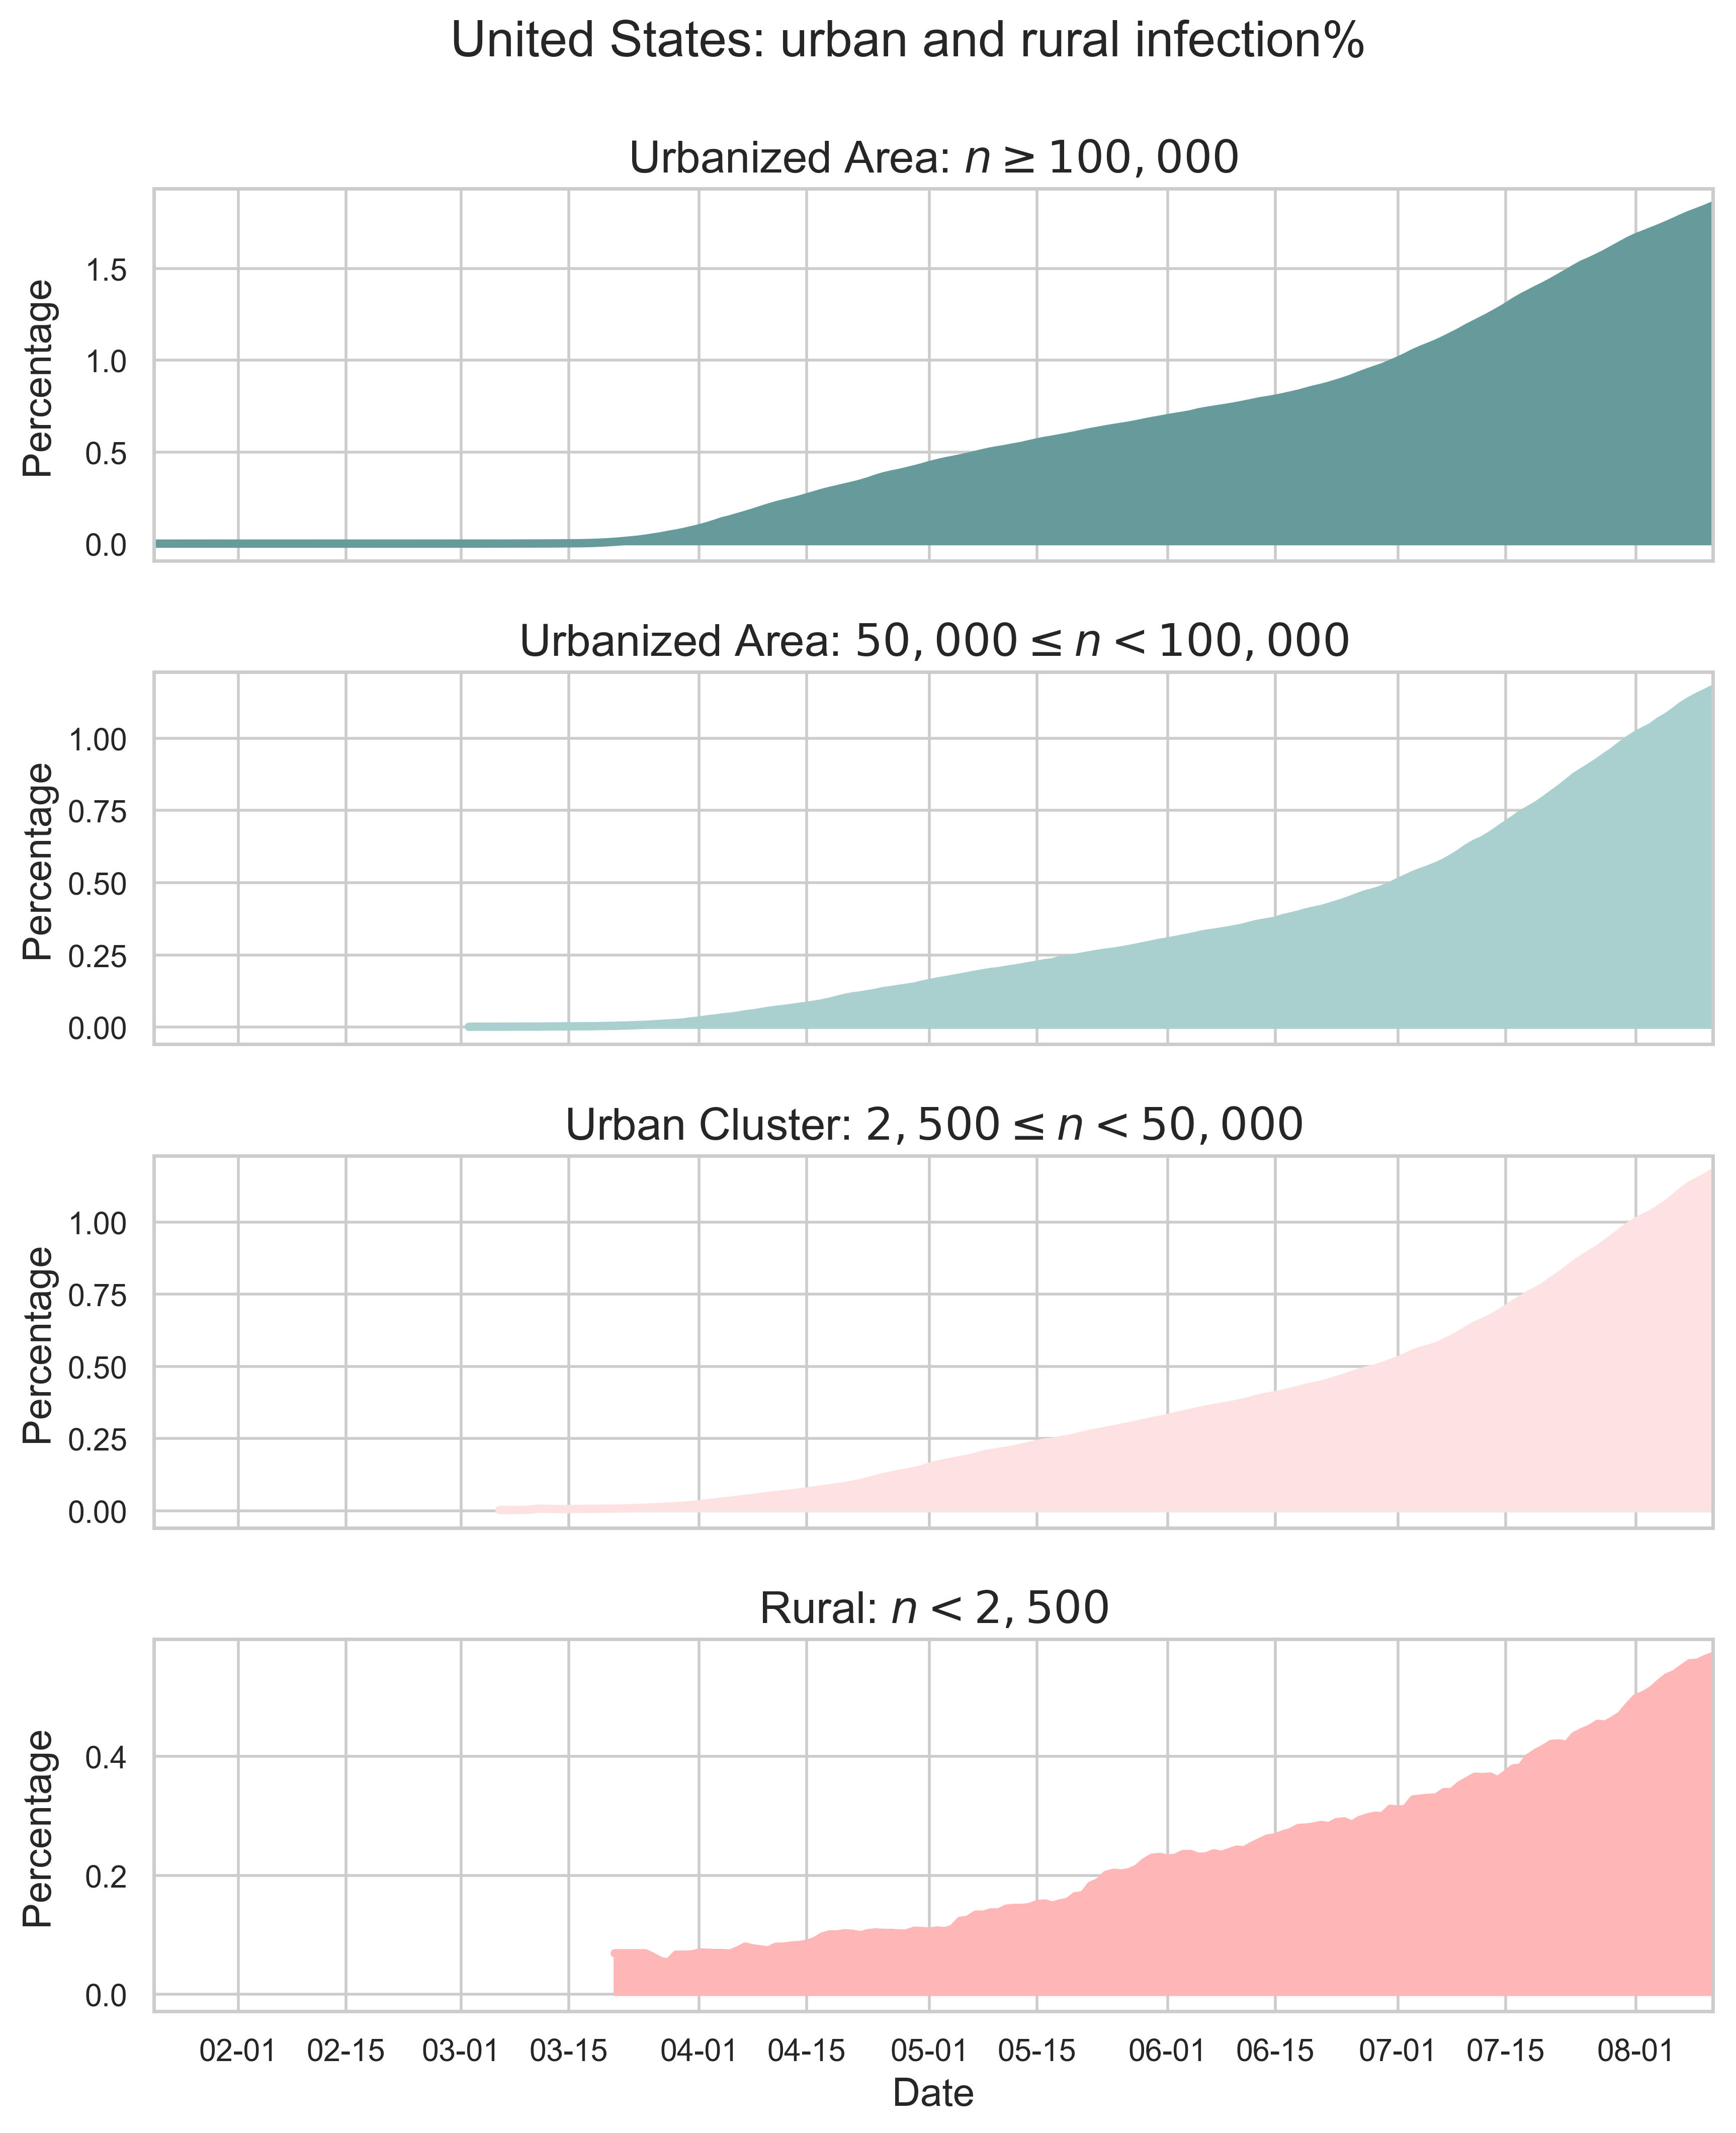 United States: urban and rural infection%
Urbanized Area: n ≥ 100, 000
Percentage
1.5
1.0
0.5
0.0
Urbanized Area: 50, 000 ≤ n < 100, 000
Percentage
1.00
0.75
0.50
0.25
0.00
Urban Cluster: 2, 500 ≤ n < 50, 000
Percentage
1.00
0.75
0.50
0.25
0.00
Rural: n < 2, 500
Percentage
0.4
0.2
0.0
02-01 02-15 03-01 03-15 04-01 04-15 05-01 05-15 06-01 06-15 07-01 07-15 08-01
Date